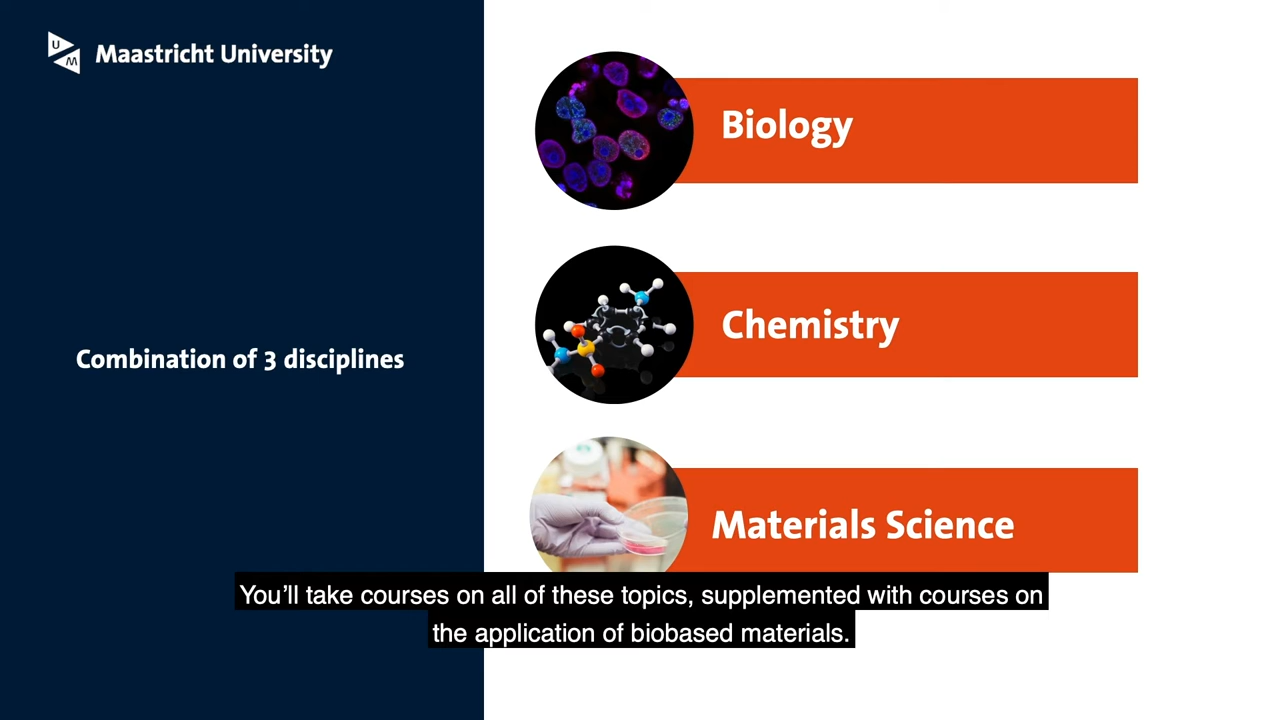 U
M
Maastricht University
Combination of 3 disciplines
Biology
Chemistry
Materials Science
You’ll take courses on all of these topics, supplemented with courses on
the application of biobased materials.